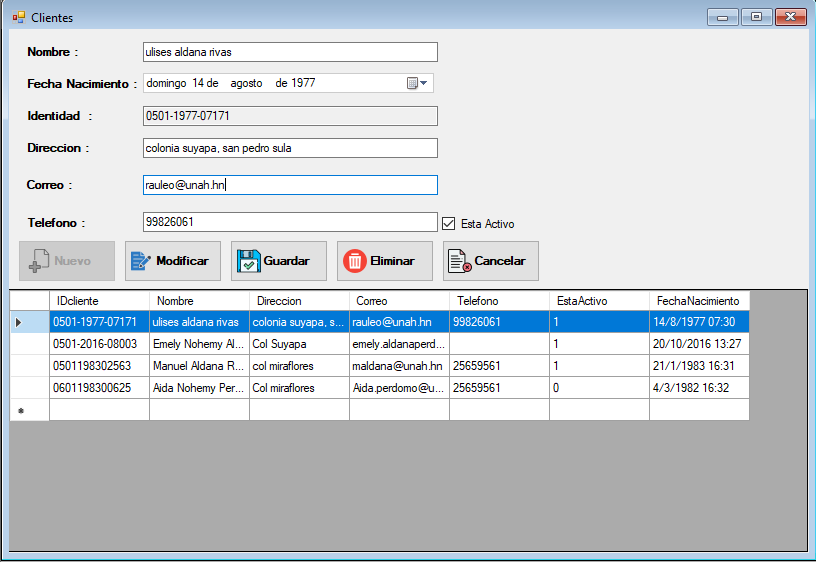 Clientes
Nombre : ulises aldana rivas
Fecha Nacimiento : domingo 14 de agosto de 1977
Identidad : 0501-1977-07171
Direccion : colonia suyapa, san pedro sula
Correo : rauleo@unah.hn
Telefono : 99826061 Esta Activo
Nuevo Modificar Guardar Eliminar Cancelar
IDcliente Nombre Direccion Correo Telefono EstaActivo FechaNacimiento
0501-1977-07171 ulises aldana rivas colonia suyapa, s... rauleo@unah.hn 99826061 1 14/8/1977 07:30
0501-2016-08003 Emely Nohemy Al... Col Suyapa emely.aldanaperd... 1 20/10/2016 13:27
0501198302563 Manuel Aldana R... col miraflores maldana@unah.hn 25659561 1 21/1/1983 16:31
0601198300625 Aida Nohemy Per... Col miraflores Aida.perdomo@u... 25659561 0 4/3/1982 16:32